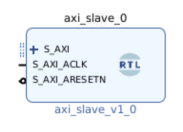 axi_slave_0
S_AXI
S_AXI_ACLK
S_AXI_ARESETN
RTL
axi_slave_v1_0